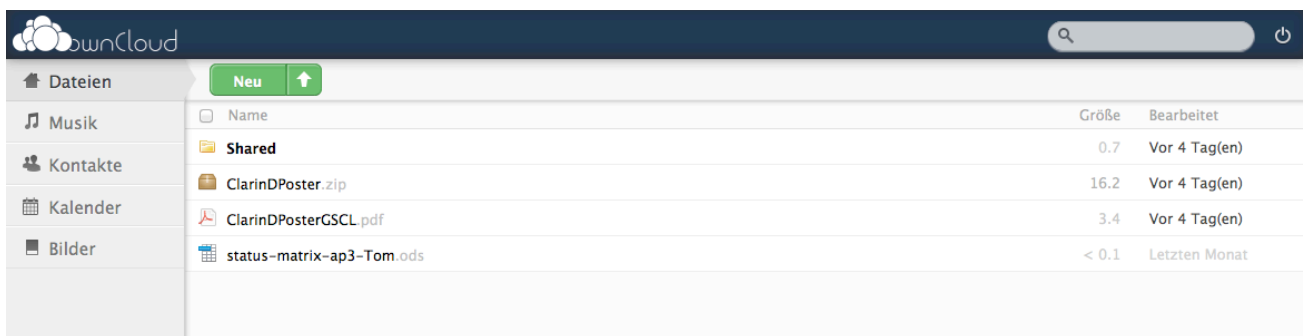 ownCloud
Dateien
Neu
Musik
Name Größe Bearbeitet
Shared 0.7 Vor 4 Tag(en)
Kontakte
ClarinDPoster.zip 16.2 Vor 4 Tag(en)
Kalender
ClarinDPosterGSCL.pdf 3.4 Vor 4 Tag(en)
Bilder
status-matrix-ap3-Tom.ods < 0.1 Letzten Monat